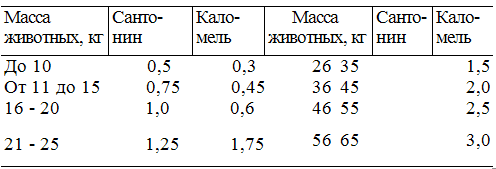 Масса животных, кг Санто-нин Кало-мель Масса животных, кг Санто-нин Кало-мель
До 10 0,5 0,3 26 35 1,5
От 11 до 15 0,75 0,45 36 45 2,0
16 - 20 1,0 0,6 46 55 2,5
21 - 25 1,25 1,75 56 65 3,0